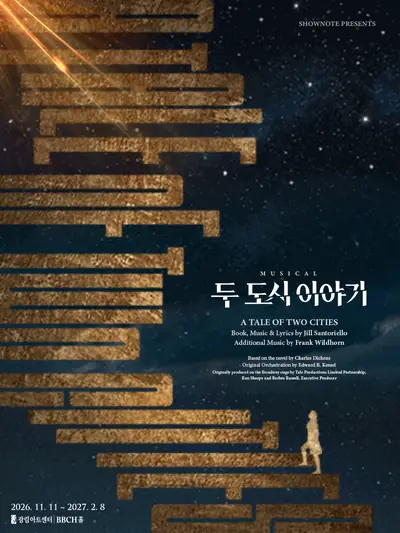 SHOWNOTE PRESENTS
MUSICAL
두 도시 이야기
A TALE OF TWO CITIES
Book, Music & Lyrics by Jill Santoriello
Additional Music by Frank Wildhorn
Based on the novel by Charles Dickens
Original Orchestration by Edward B. Kessel
Originally produced on the Broadway stage by Tale Productions Limited Partnership,
Ron Sharpe and Barbra Russell, Executive Producer
2026. 11. 11 ~ 2027. 2. 8
광림아트센터 | BBCH홀